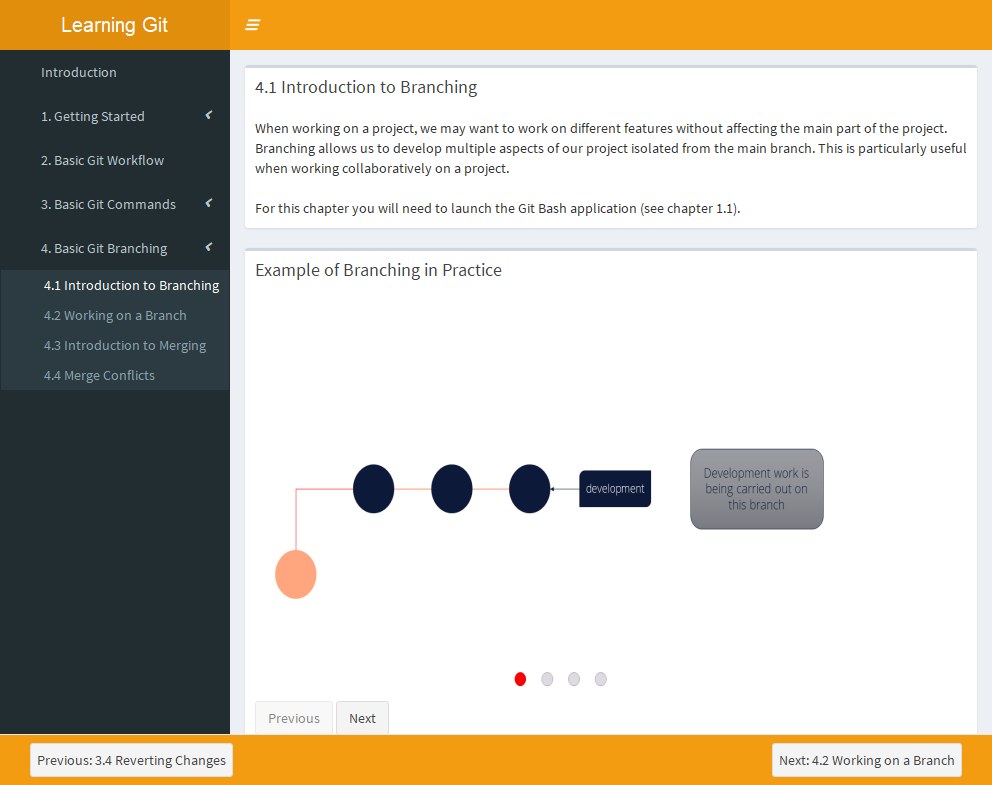 Learning Git
Introduction
1. Getting Started
2. Basic Git Workflow
3. Basic Git Commands
4. Basic Git Branching
4.1 Introduction to Branching
4.2 Working on a Branch
4.3 Introduction to Merging
4.4 Merge Conflicts
4.1 Introduction to Branching
When working on a project, we may want to work on different features without affecting the main part of the project.
Branching allows us to develop multiple aspects of our project isolated from the main branch. This is particularly useful
when working collaboratively on a project.
For this chapter you will need to launch the Git Bash application (see chapter 1.1).
Example of Branching in Practice
development
Development work is
being carried out on
this branch
Previous
Next
Previous: 3.4 Reverting Changes
Next: 4.2 Working on a Branch